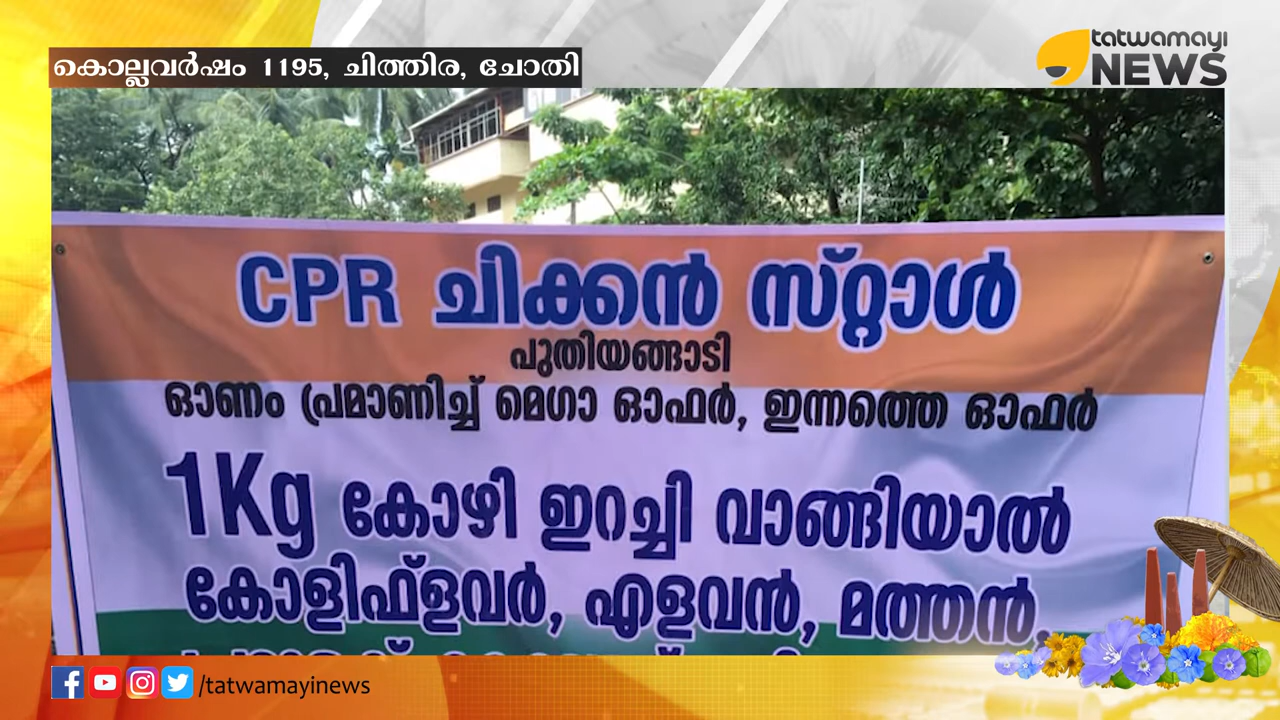 കൊല്ലവർഷം 1195, ചിത്തിര, ചോതി
tatwamayi
NEWS
CPR ചിക്കൻ സ്റ്റാൾ
പുതിയങ്ങാടി
ഓണം പ്രമാണിച്ച് മെഗാ ഓഫർ, ഇന്നത്തെ ഓഫർ
1Kg കോഴി ഇറച്ചി വാങ്ങിയാൽ
കോളിഫ്ളവർ, എളവൻ, മത്തൻ,
/tatwamayinews